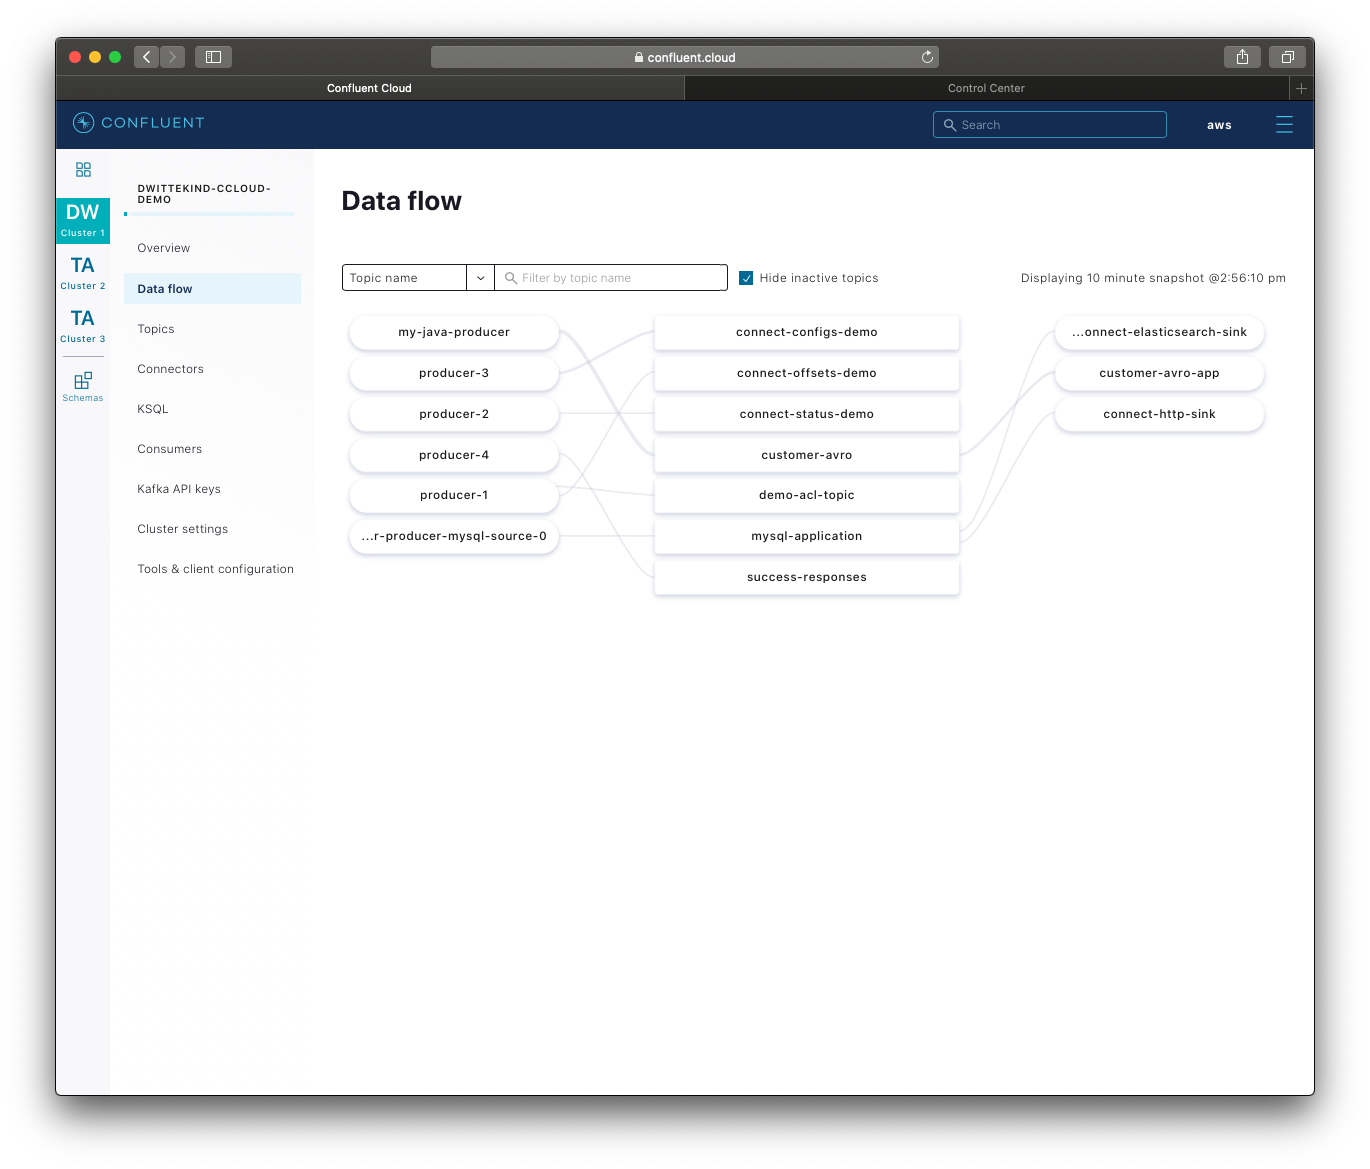 confluent.cloud
Confluent Cloud
Control Center
CONFLUENT
Search
aws
DW
Cluster 1
TA
Cluster 2
TA
Cluster 3
Schemas
DWITTEKIND-CCLOUD-
DEMO
Overview
Data flow
Topics
Connectors
KSQL
Consumers
Kafka API keys
Cluster settings
Tools & client configuration
Data flow
Topic name
Filter by topic name
Hide inactive topics
Displaying 10 minute snapshot @2:56:10 pm
my-java-producer
producer-3
producer-2
producer-4
producer-1
...r-producer-mysql-source-0
connect-configs-demo
connect-offsets-demo
connect-status-demo
customer-avro
demo-acl-topic
mysql-application
success-responses
...onnect-elasticsearch-sink
customer-avro-app
connect-http-sink